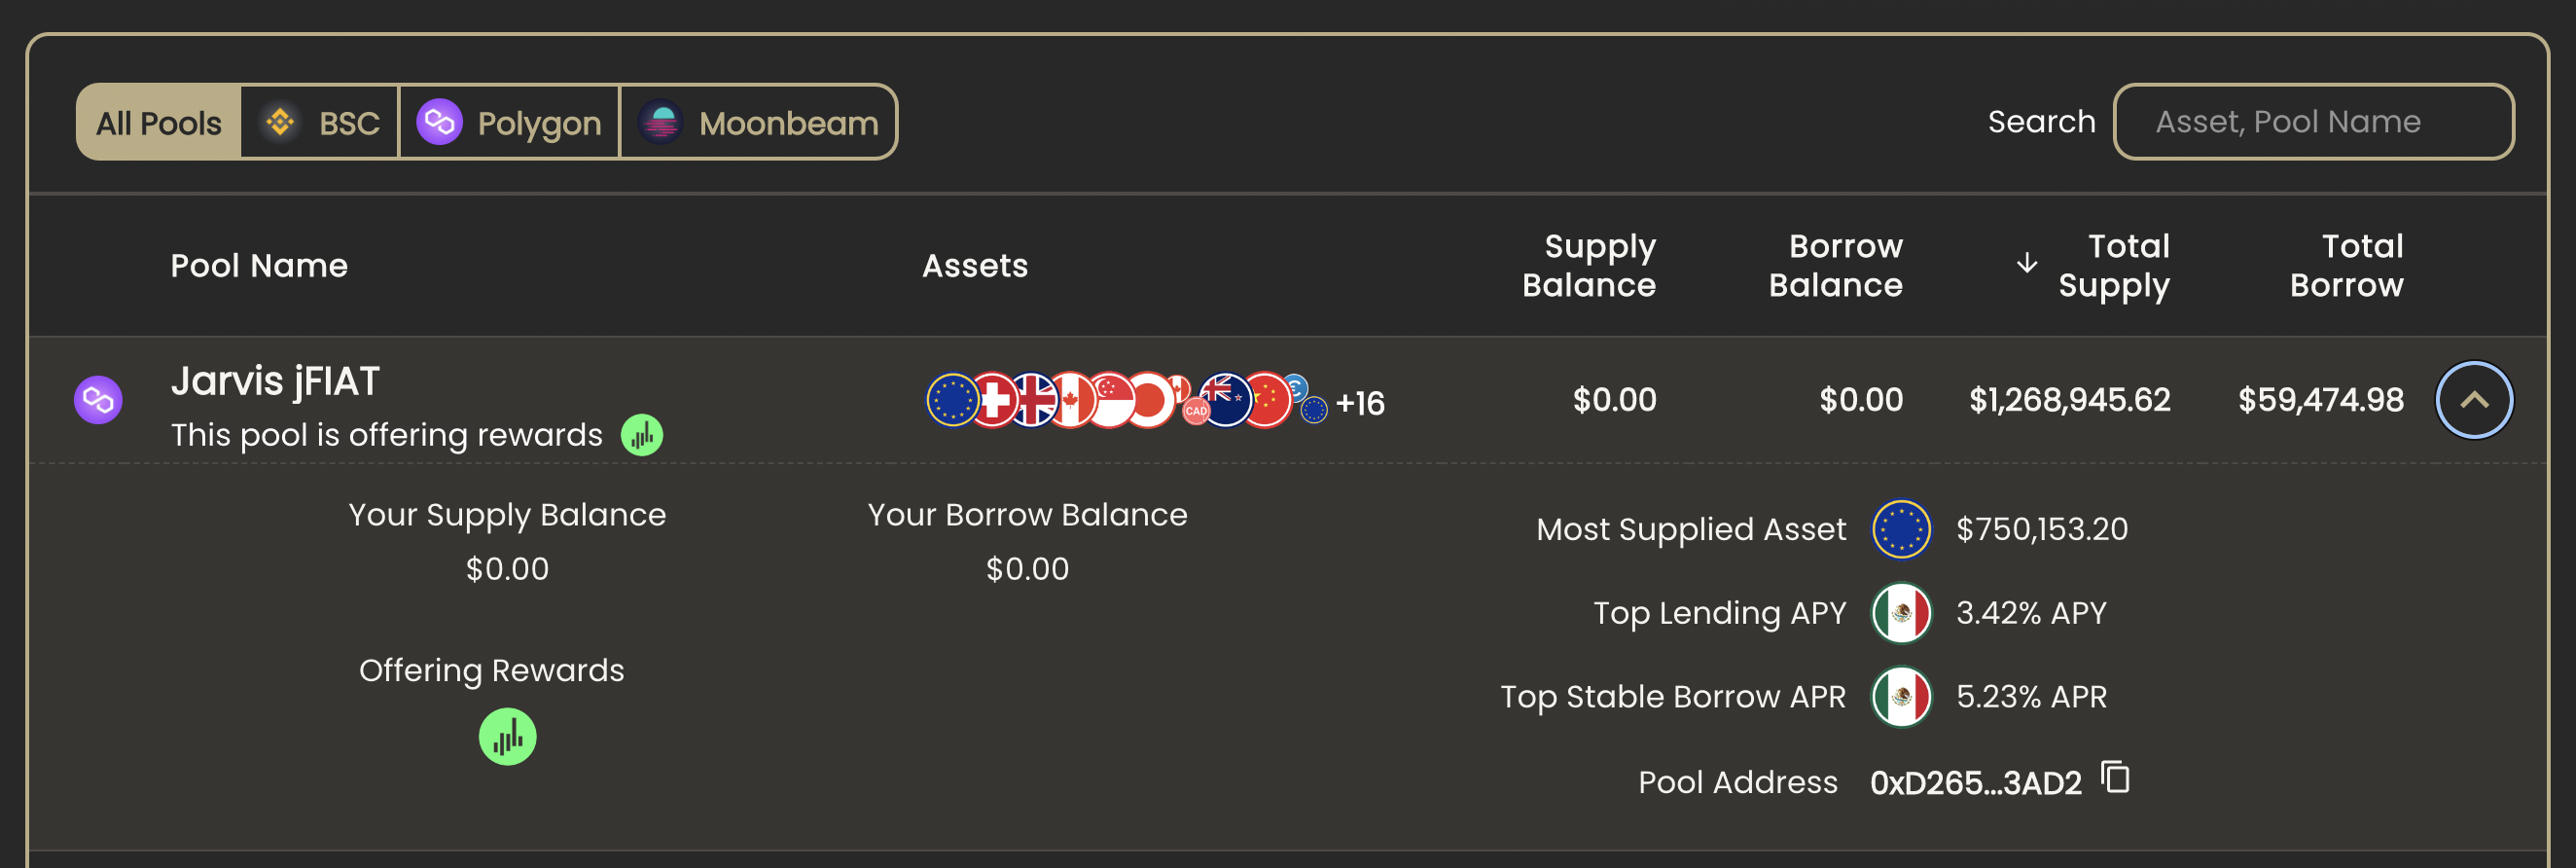 All Pools BSC Polygon Moonbeam Search Asset, Pool Name
Pool Name Assets Supply Balance Borrow Balance Total Supply Total Borrow
Jarvis jFIAT CAD +16 $0.00 $0.00 $1,268,945.62 $59,474.98
This pool is offering rewards
Your Supply Balance Your Borrow Balance Most Supplied Asset $750,153.20
$0.00 $0.00
Top Lending APY 3.42% APY
Offering Rewards Top Stable Borrow APR 5.23% APR
Pool Address 0xD265...3AD2